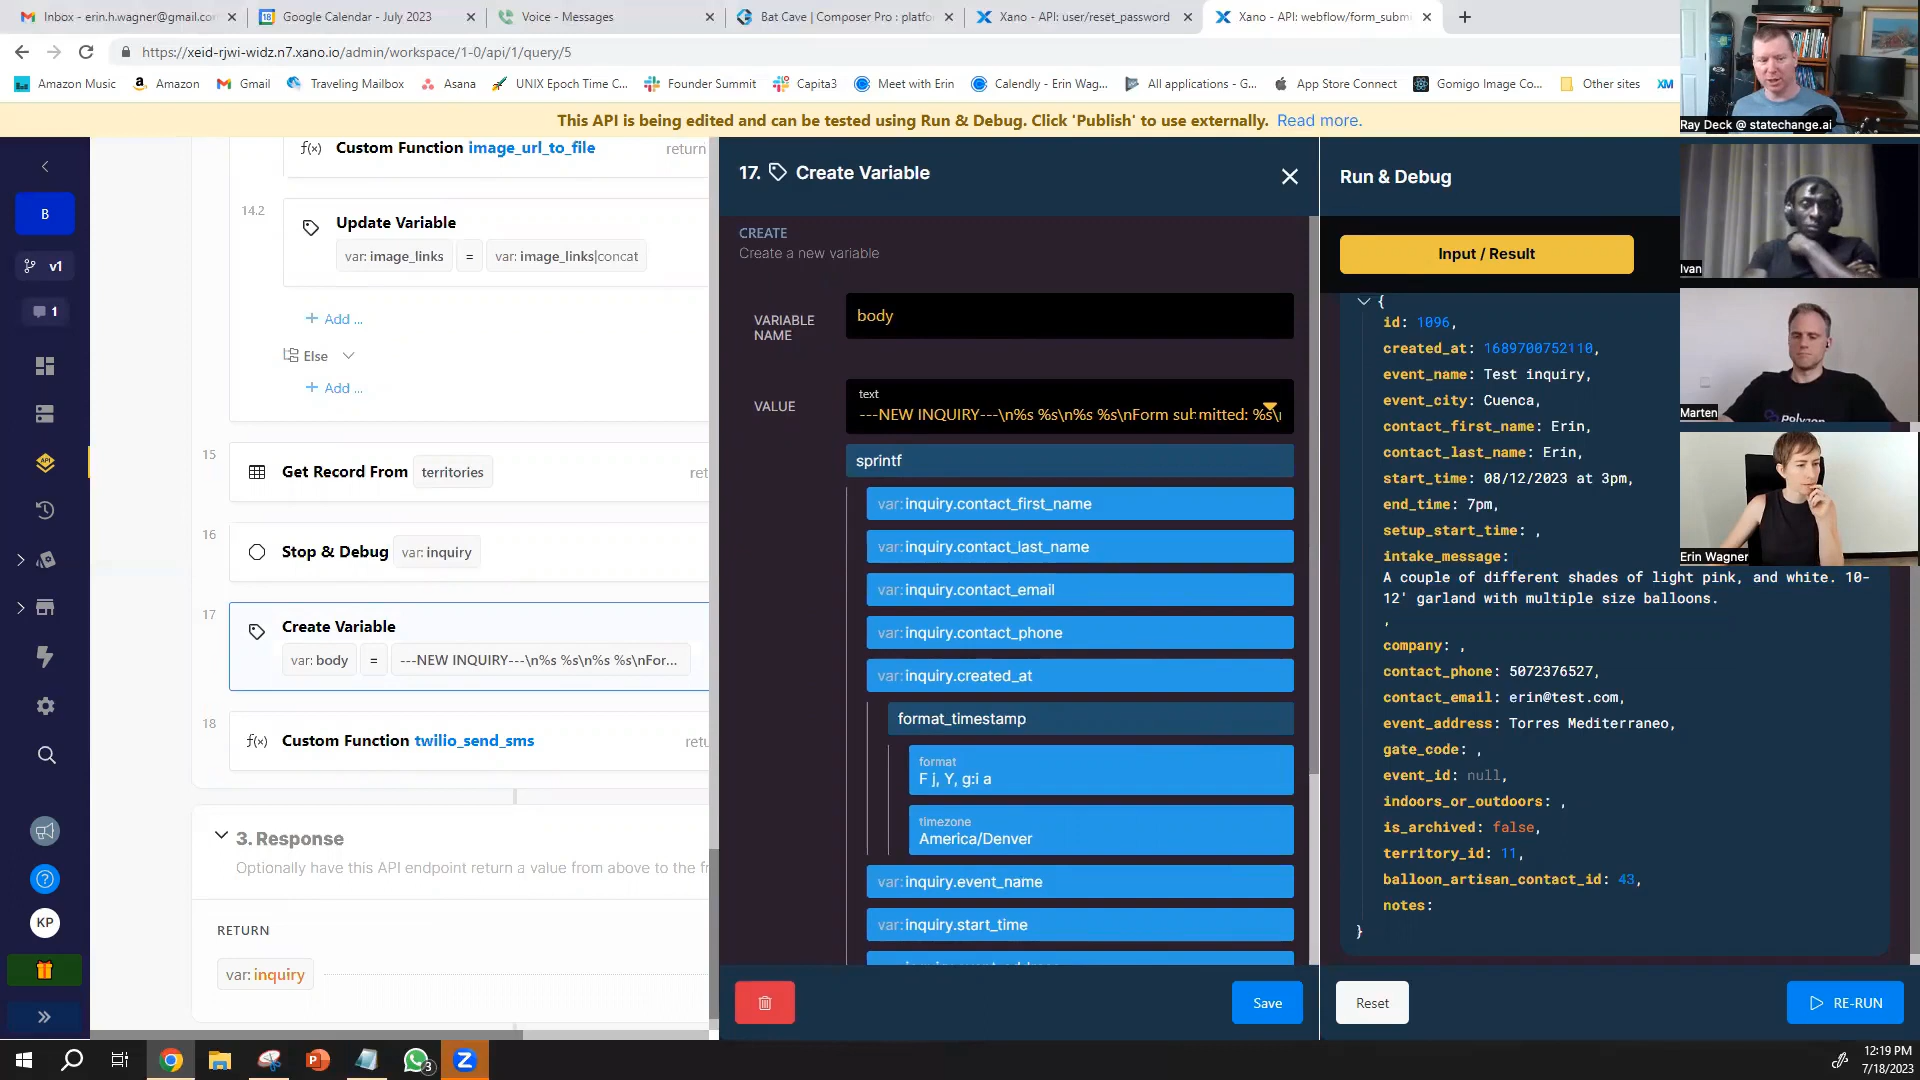 Inbox - erin.h.wagner@gmail.co
Google Calendar - July 2023
Voice - Messages
Bat Cave | Composer Pro : platfo
Xano - API: user/reset_password
Xano - API: webflow/form_submi
https://xeid-rjwi-widz.n7.xano.io/admin/workspace/1-0/api/1/query/5
Amazon Music
Amazon
Gmail
Traveling Mailbox
Asana
UNIX Epoch Time C...
Founder Summit
Capita3
Meet with Erin
Calendly - Erin Wag...
All applications - G...
App Store Connect
Gomigo Image Co...
Other sites
XM
This API is being edited and can be tested using Run & Debug. Click 'Publish' to use externally. Read more.
Ray Deck @ statechange.ai
Ivan
Marten
Polygon
Erin Wagner
B
v1
1
KP
Custom Function image_url_to_file
return
14.2
Update Variable
var: image_links = var: image_links|concat
+ Add ...
Else
+ Add ...
15
Get Record From territories
ret
16
Stop & Debug var: inquiry
17
Create Variable
var: body = ---NEW INQUIRY---\n%s %s\n%s %s\nFor...
18
Custom Function twilio_send_sms
retu
3. Response
Optionally have this API endpoint return a value from above to the fr
RETURN
var: inquiry
17. Create Variable
CREATE
Create a new variable
VARIABLE NAME
body
VALUE
text
---NEW INQUIRY---\n%s %s\n%s %s\nForm submitted: %s\
sprintf
var: inquiry.contact_first_name
var: inquiry.contact_last_name
var: inquiry.contact_email
var: inquiry.contact_phone
var: inquiry.created_at
format_timestamp
format
F j, Y, g:i a
timezone
America/Denver
var: inquiry.event_name
var: inquiry.start_time
Save
Run & Debug
Input / Result
{
id: 1096,
created_at: 1689700752110,
event_name: Test inquiry,
event_city: Cuenca,
contact_first_name: Erin,
contact_last_name: Erin,
start_time: 08/12/2023 at 3pm,
end_time: 7pm,
setup_start_time: ,
intake_message:
A couple of different shades of light pink, and white. 10-
12' garland with multiple size balloons.
,
company: ,
contact_phone: 5072376527,
contact_email: erin@test.com,
event_address: Torres Mediterraneo,
gate_code: ,
event_id: null,
indoors_or_outdoors: ,
is_archived: false,
territory_id: 11,
balloon_artisan_contact_id: 43,
notes:
}
Reset
RE-RUN
3
12:19 PM
7/18/2023